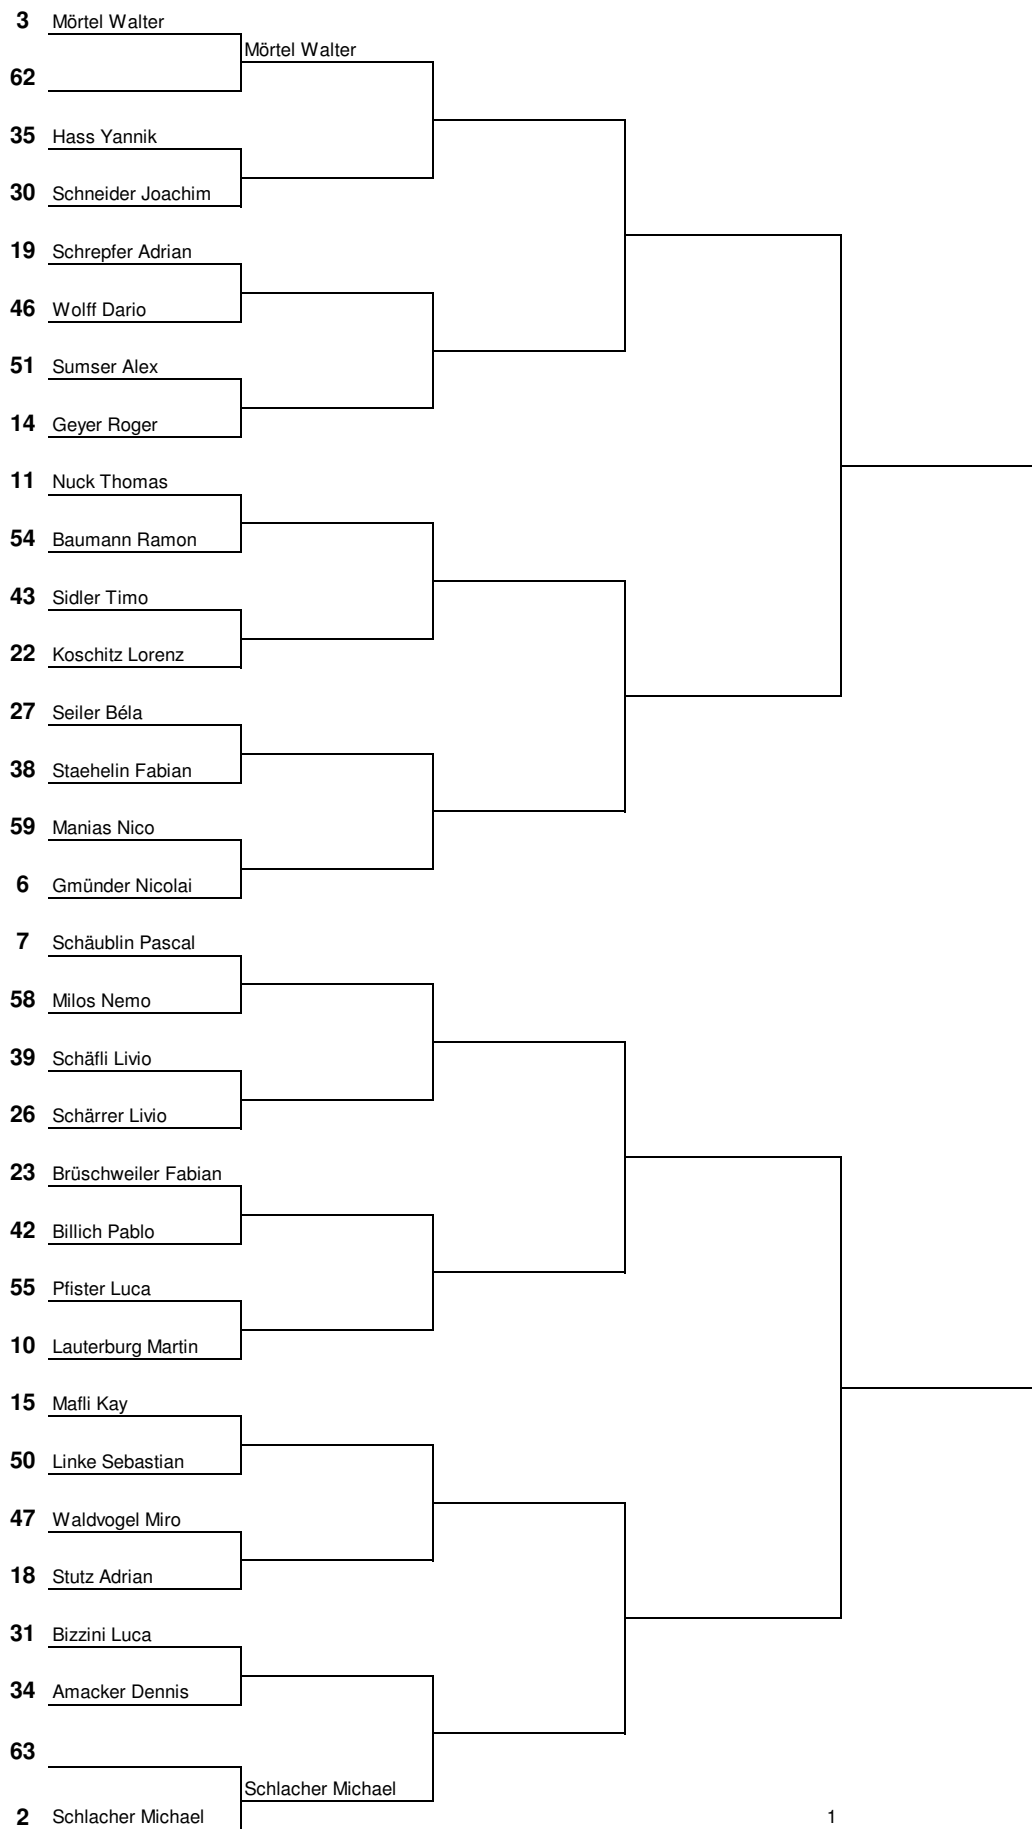 3 Mörtel Walter
Mörtel Walter
62
35 Hass Yannik
30 Schneider Joachim
19 Schrepfer Adrian
46 Wolff Dario
51 Sumser Alex
14 Geyer Roger
11 Nuck Thomas
54 Baumann Ramon
43 Sidler Timo
22 Koschitz Lorenz
27 Seiler Béla
38 Staehelin Fabian
59 Manias Nico
6 Gmünder Nicolai
7 Schäublin Pascal
58 Milos Nemo
39 Schäfli Livio
26 Schärrer Livio
23 Brüschweiler Fabian
42 Billich Pablo
55 Pfister Luca
10 Lauterburg Martin
15 Mafli Kay
50 Linke Sebastian
47 Waldvogel Miro
18 Stutz Adrian
31 Bizzini Luca
34 Amacker Dennis
63
Schlacher Michael
2 Schlacher Michael 1